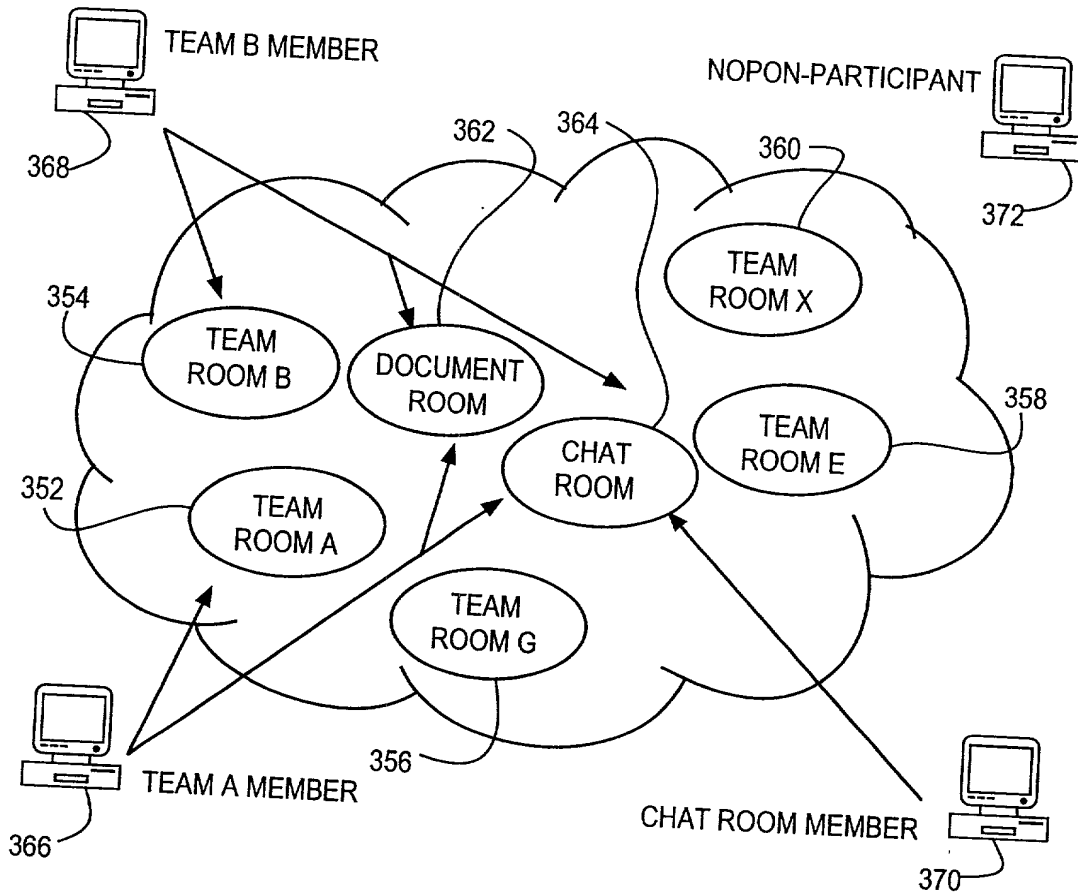 TEAM B MEMBER
NOPON-PARTICIPANT
368
362
364
360
372
TEAM
ROOM X
354
TEAM
ROOM B
DOCUMENT
ROOM
358
TEAM
ROOM E
CHAT
ROOM
352
TEAM
ROOM A
TEAM
ROOM G
356
TEAM A MEMBER
366
CHAT ROOM MEMBER
370